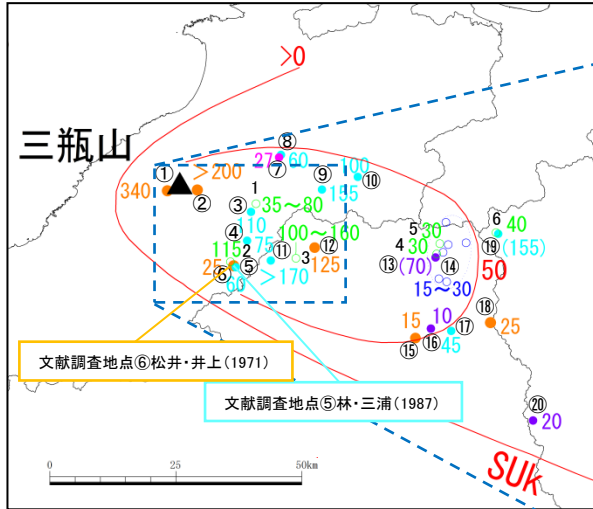 >0
三瓶山
⑧
① >200 27 60 ⑨ 100
⑦
340 ② 1 135 ⑩
③ 35~80
110 5 30 6 40
④ 75 100~160 4 ⑲ (155)
115 2 ⑪ ⑫ 30
25 ⑤ 3 125 ⑬ (70) ⑭ 50
⑥ 60 >170 15~30
10 ⑱
15 ⑰ 25
⑮ ⑯ 45
文献調査地点⑥松井・井上(1971)
文献調査地点⑤林・三浦(1987)
⑳
20
SUk
0 25 50km